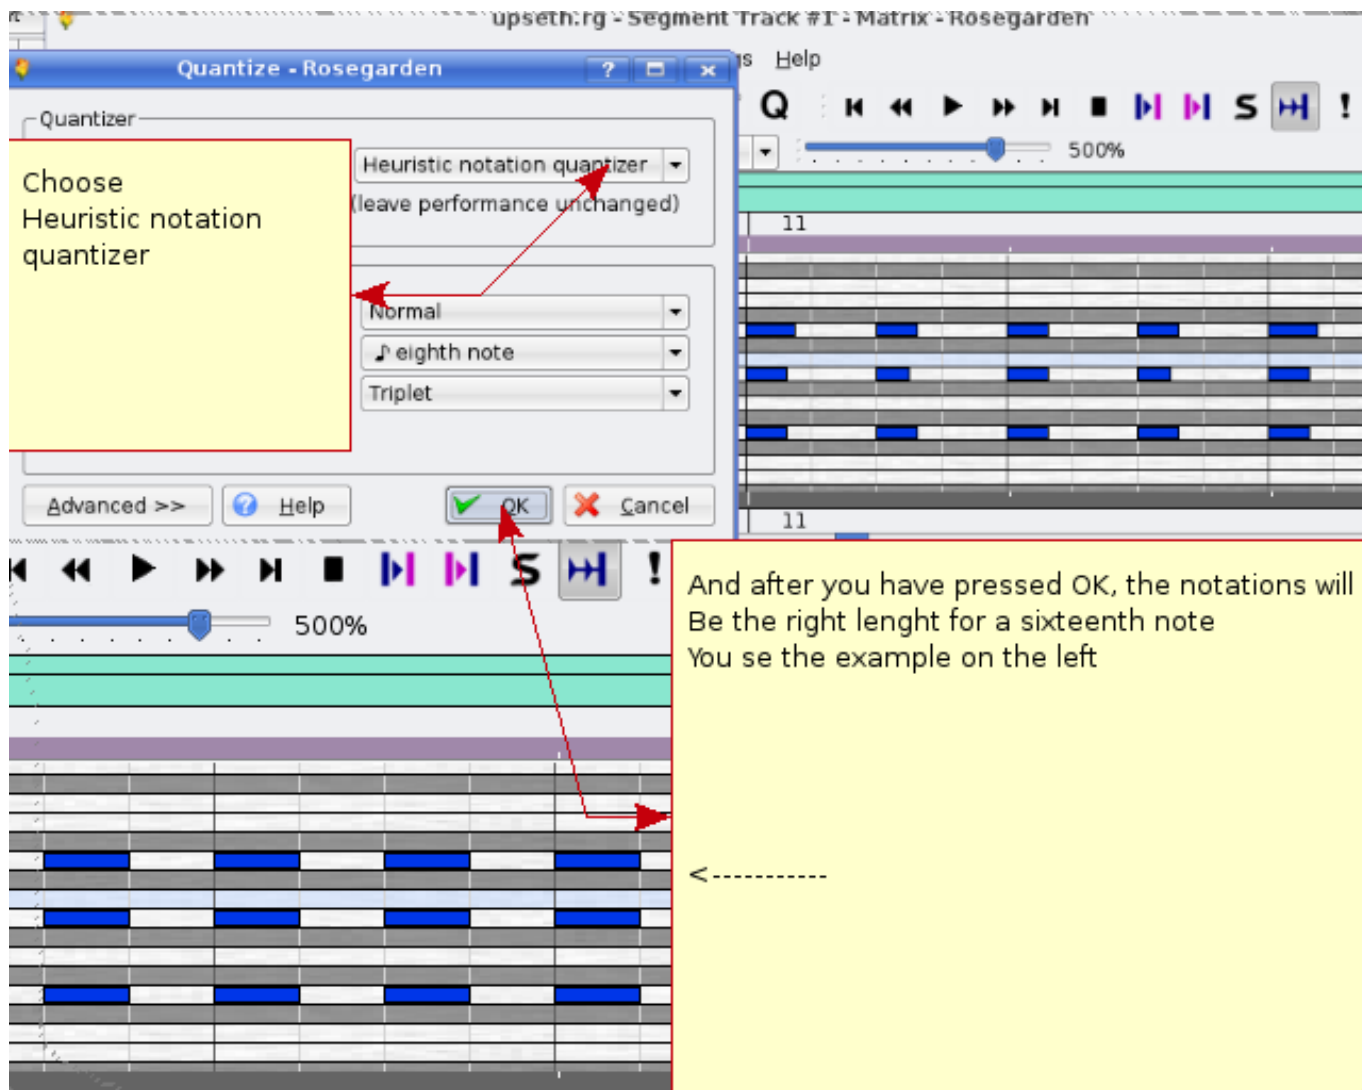 upseth.rg - Segment Track #1 - Matrix - Rosegarden
Quantize - Rosegarden
?
Help
Q
S
!
Quantizer
500%
Choose
Heuristic notation
quantizer
Heuristic notation quantizer
(leave performance unchanged)
11
Normal
eighth note
Triplet
Advanced >>
Help
OK
Cancel
11
S
!
500%
And after you have pressed OK, the notations will
Be the right lenght for a sixteenth note
You se the example on the left
<-----------